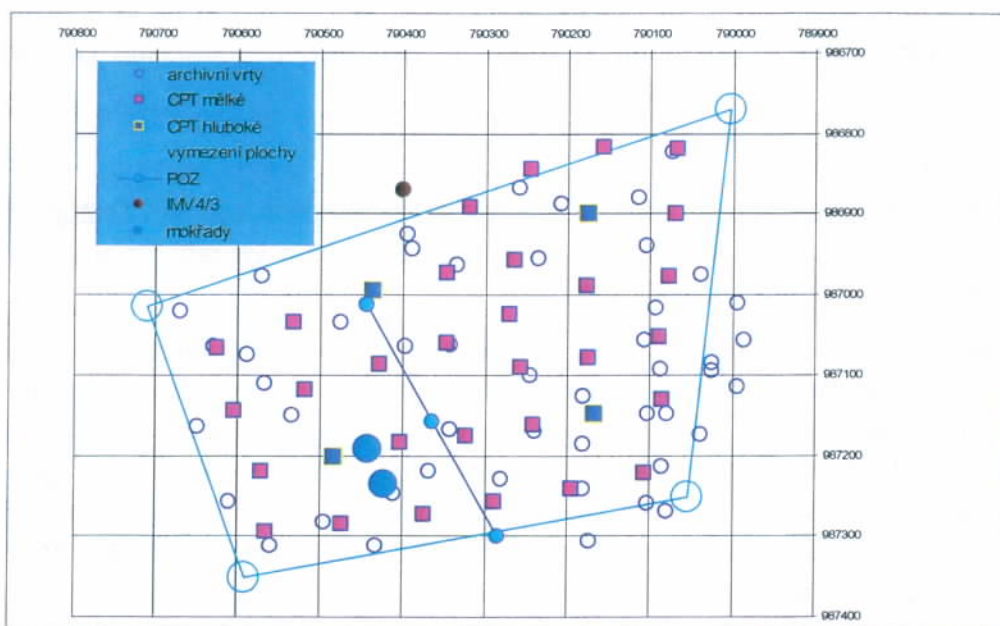 790800 790700 790600 790500 790400 790300 790200 790100 790000 789900
986700
archivní vrty
CPT mělké
CPT hluboké
vymezení plochy
POZ
IMV 4/3
mokřady
986800
986900
987000
987100
987200
987300
987400